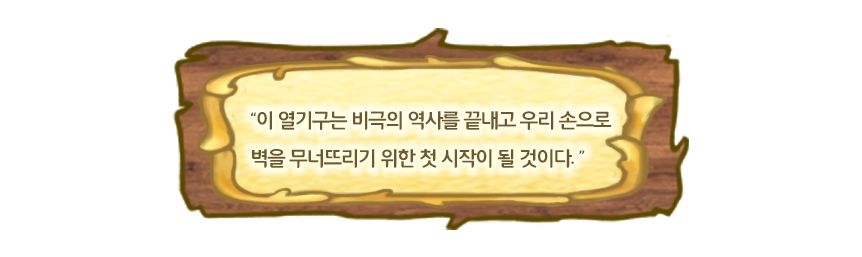 “이 열기구는 비극의 역사를 끝내고 우리 손으로
벽을 무너뜨리기 위한 첫 시작이 될 것이다. ”